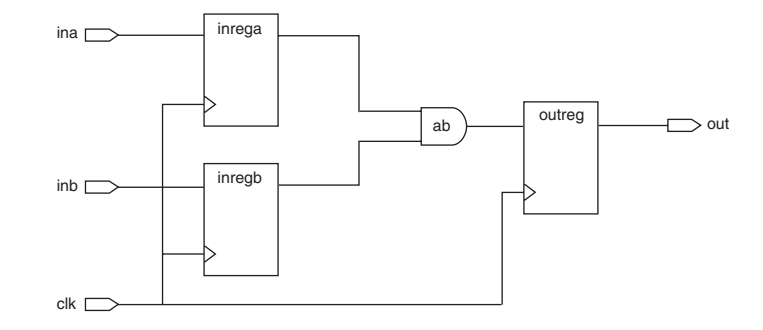 ina
inrega
ab
outreg
out
inb
inregb
clk